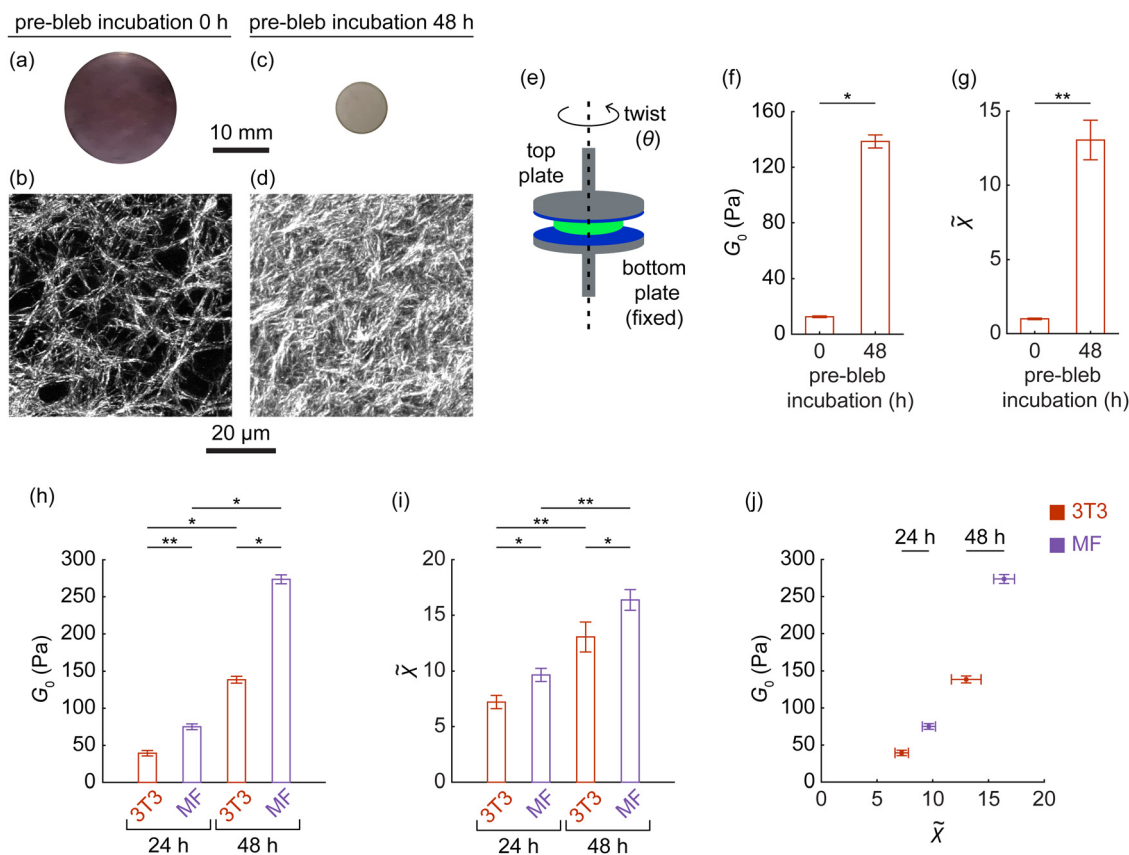 pre-bleb incubation 0 h
pre-bleb incubation 48 h
(a)
(c)
10 mm
(b)
(d)
20 µm
(e)
twist
(θ)
top
plate
bottom
plate
(fixed)
(f)
*
160
120
80
40
0
G₀ (Pa)
0
48
pre-bleb
incubation (h)
(g)
**
15
10
5
0
χ̃
0
48
pre-bleb
incubation (h)
(h)
*
*
**
*
300
250
200
150
100
50
0
G₀ (Pa)
3T3
MF
3T3
MF
24 h
48 h
(i)
**
**
*
*
20
15
10
5
0
χ̃
3T3
MF
3T3
MF
24 h
48 h
(j)
3T3
MF
24 h
48 h
300
250
200
150
100
50
0
G₀ (Pa)
0
5
10
15
20
χ̃